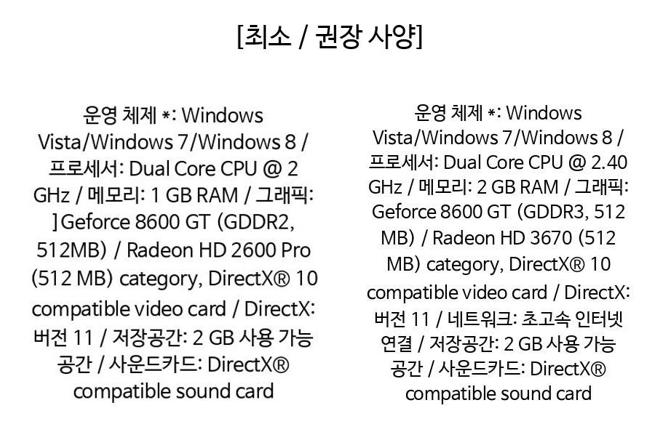 [최소 / 권장 사양]
운영 체제 *: Windows
Vista/Windows 7/Windows 8 /
프로세서: Dual Core CPU @ 2
GHz / 메모리: 1 GB RAM / 그래픽:
]Geforce 8600 GT (GDDR2,
512MB) / Radeon HD 2600 Pro
(512 MB) category, DirectX® 10
compatible video card / DirectX:
버전 11 / 저장공간: 2 GB 사용 가능
공간 / 사운드카드: DirectX®
compatible sound card
운영 체제 *: Windows
Vista/Windows 7/Windows 8 /
프로세서: Dual Core CPU @ 2.40
GHz / 메모리: 2 GB RAM / 그래픽:
Geforce 8600 GT (GDDR3, 512
MB) / Radeon HD 3670 (512
MB) category, DirectX® 10
compatible video card / DirectX:
버전 11 / 네트워크: 초고속 인터넷
연결 / 저장공간: 2 GB 사용 가능
공간 / 사운드카드: DirectX®
compatible sound card